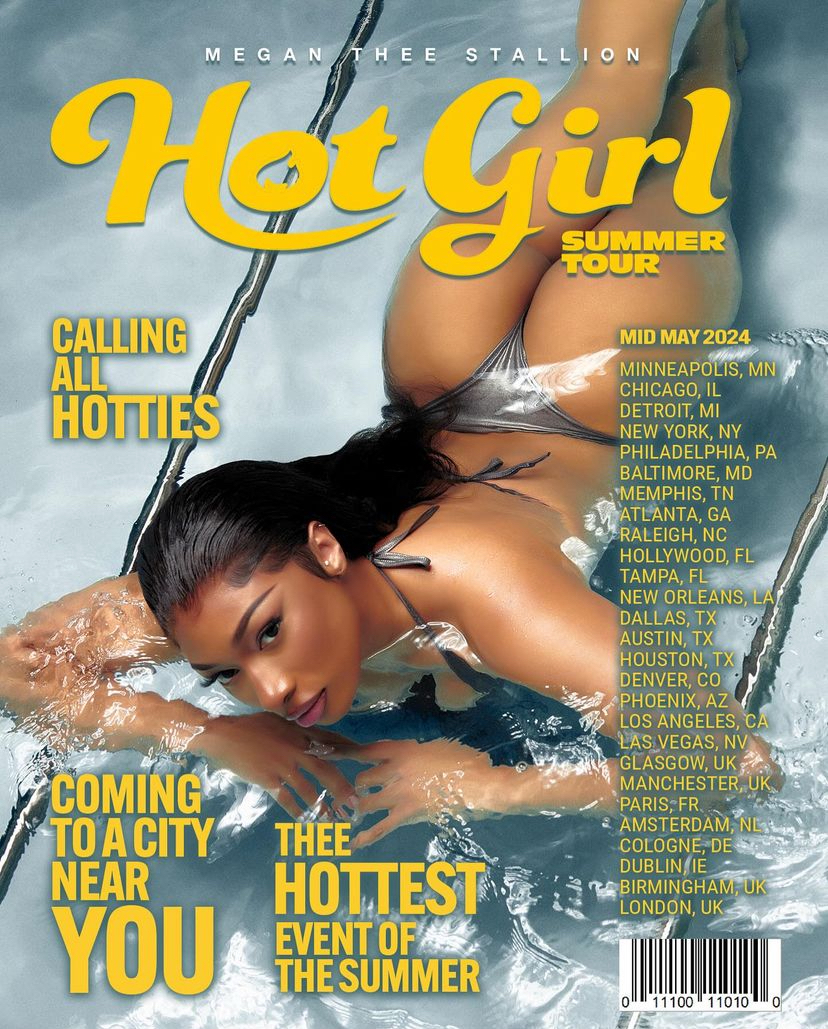 MEGAN THEE STALLION
Hot Girl
SUMMER
TOUR
CALLING
ALL
HOTTIES
MID MAY 2024
MINNEAPOLIS, MN
CHICAGO, IL
DETROIT, MI
NEW YORK, NY
PHILADELPHIA, PA
BALTIMORE, MD
MEMPHIS, TN
ATLANTA, GA
RALEIGH, NC
HOLLYWOOD, FL
TAMPA, FL
NEW ORLEANS, LA
DALLAS, TX
AUSTIN, TX
HOUSTON, TX
DENVER, CO
PHOENIX, AZ
LOS ANGELES, CA
LAS VEGAS, NV
GLASGOW, UK
MANCHESTER, UK
PARIS, FR
AMSTERDAM, NL
COLOGNE, DE
DUBLIN, IE
BIRMINGHAM, UK
LONDON, UK
COMING
TO A CITY
NEAR
YOU
THEE
HOTTEST
EVENT OF
THE SUMMER
0 11100 11010 0